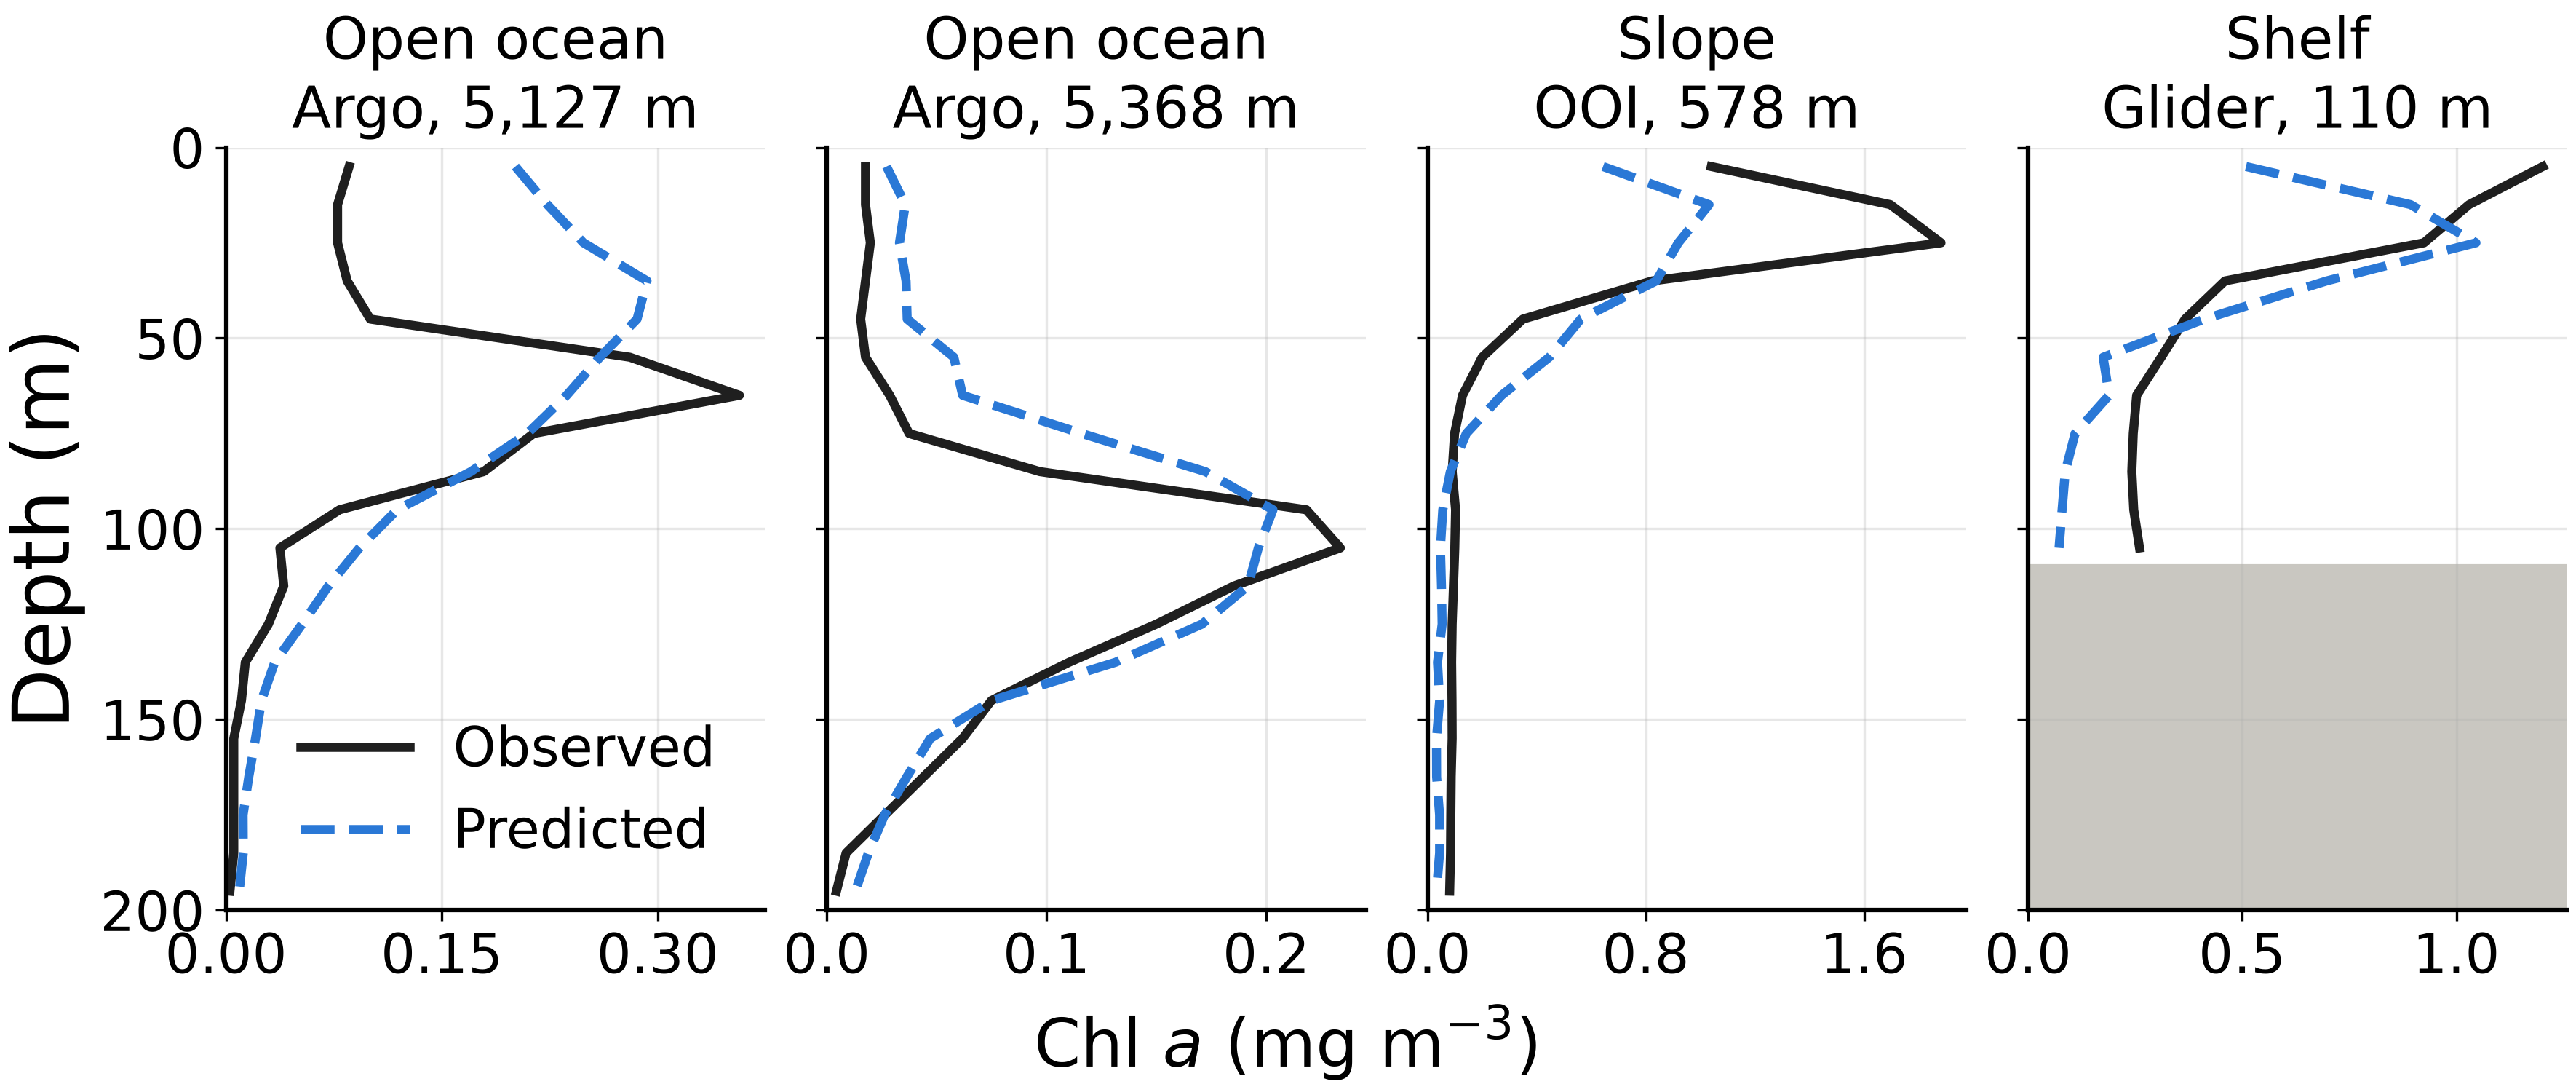 Open ocean
Argo, 5,127 m
Open ocean
Argo, 5,368 m
Slope
OOI, 578 m
Shelf
Glider, 110 m
Depth (m)
0
50
100
150
200
Observed
Predicted
0.00 0.15 0.30
0.0 0.1 0.2
0.0 0.8 1.6
0.0 0.5 1.0
Chl a (mg m⁻³)